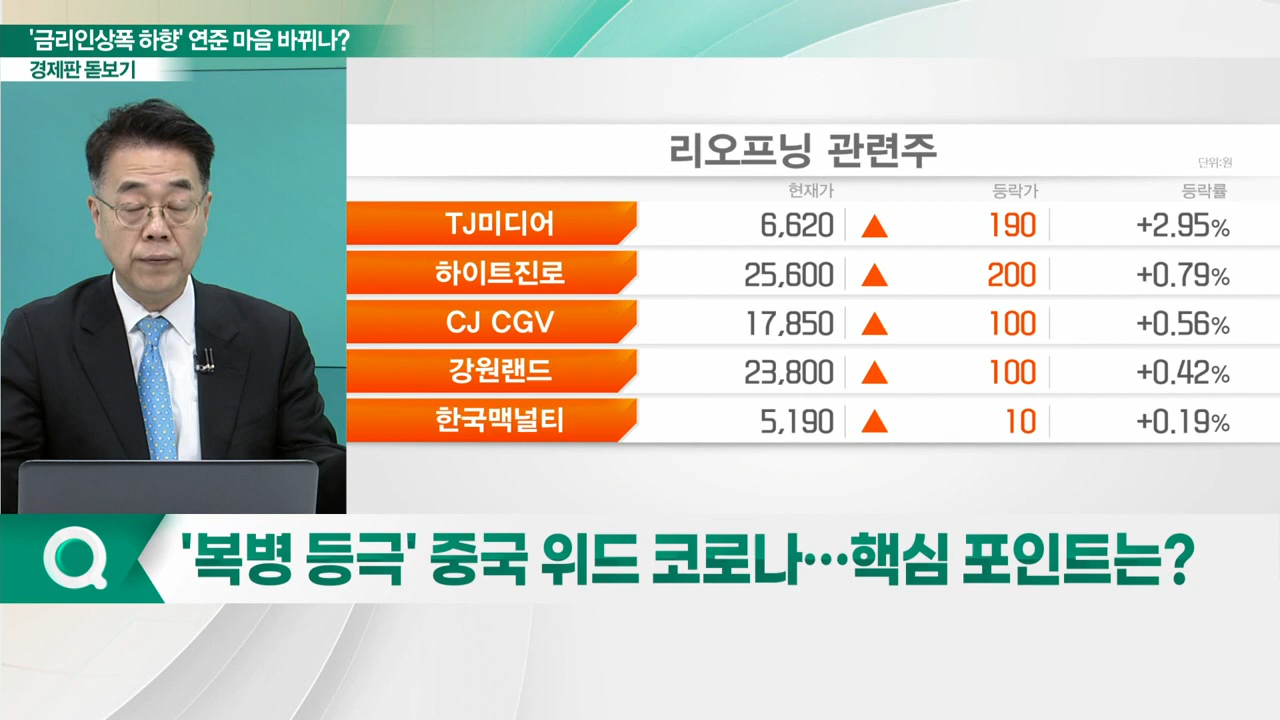 '금리인상폭 하향' 연준 마음 바뀌나?
경제판 돋보기
리오프닝 관련주
단위:원
현재가 등락가 등락률
TJ미디어 6,620 ▲ 190 +2.95%
하이트진로 25,600 ▲ 200 +0.79%
CJ CGV 17,850 ▲ 100 +0.56%
강원랜드 23,800 ▲ 100 +0.42%
한국맥널티 5,190 ▲ 10 +0.19%
'복병 등극' 중국 위드 코로나…핵심 포인트는?